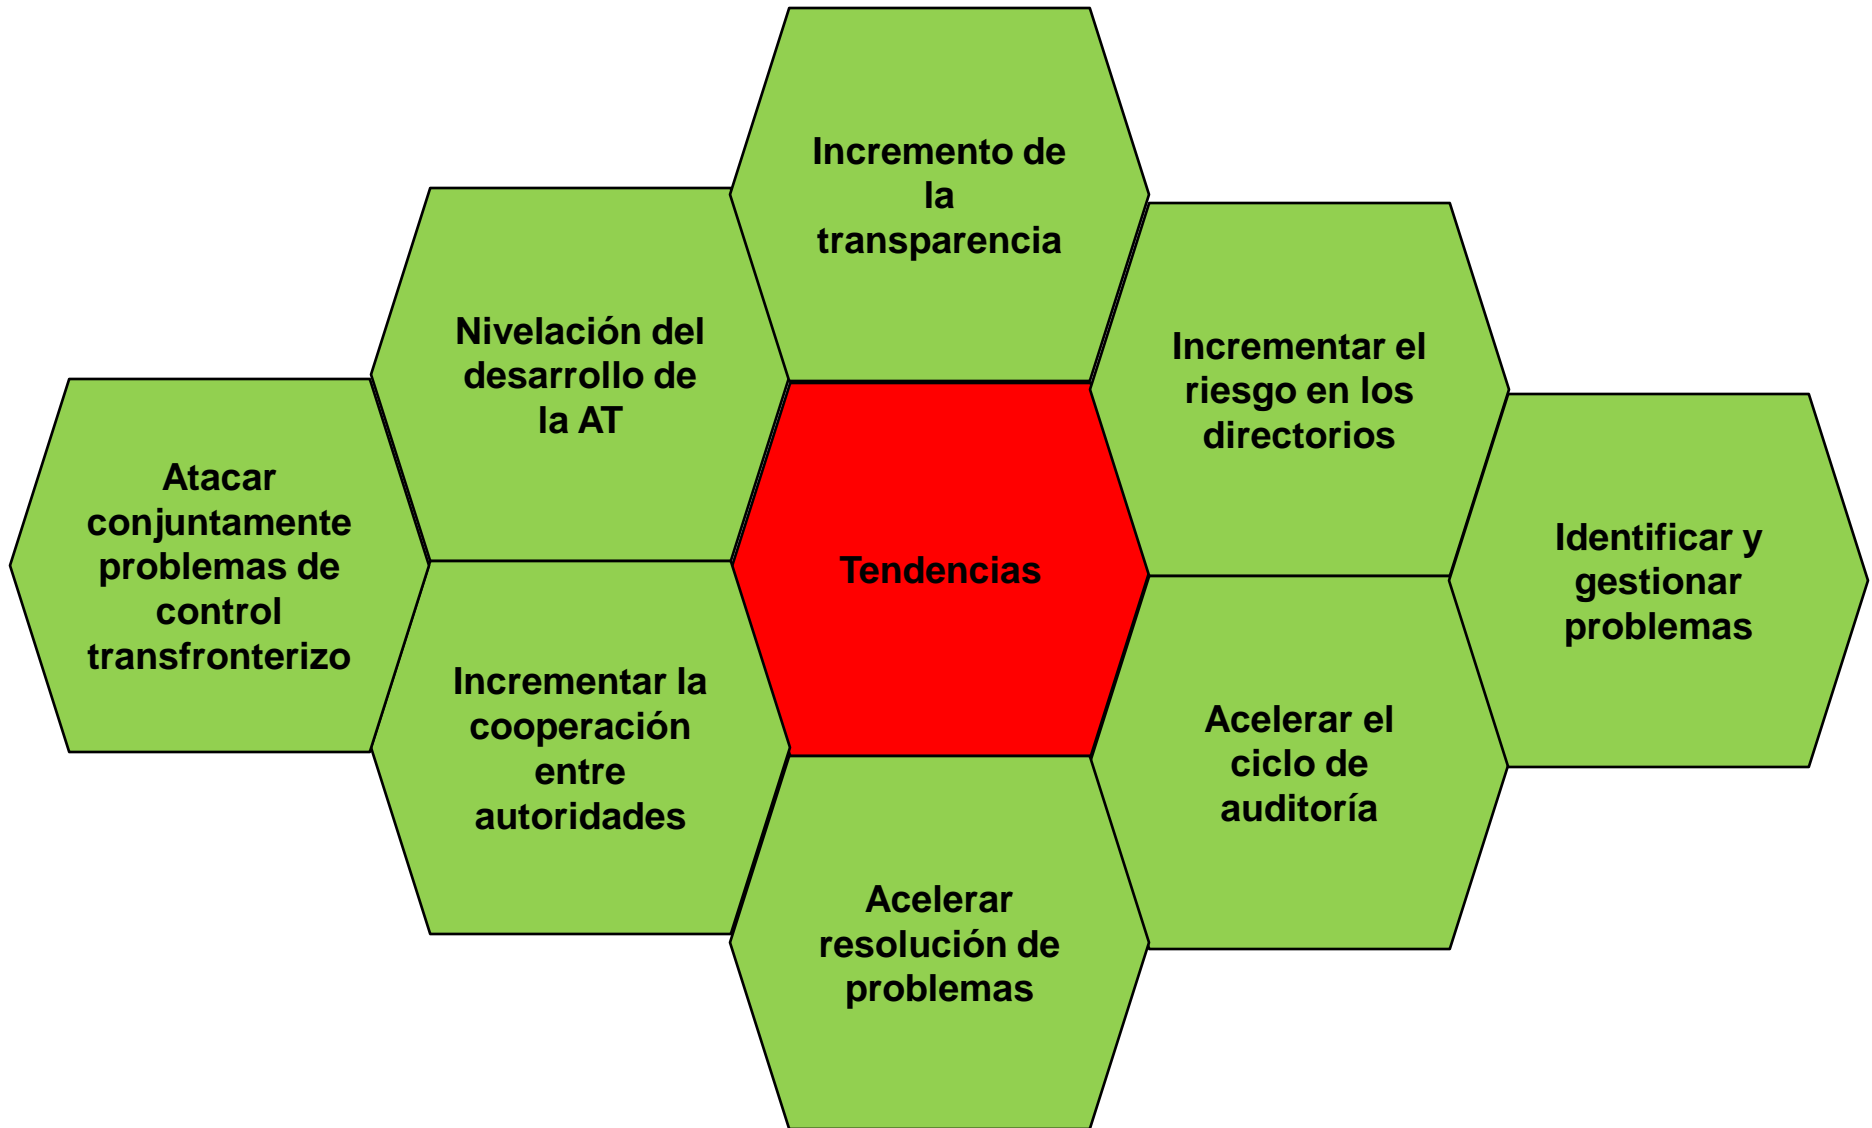 Incremento de
la
transparencia
Nivelación del
desarrollo de
la AT
Incrementar el
riesgo en los
directorios
Atacar
conjuntamente
problemas de
control
transfronterizo
Tendencias
Identificar y
gestionar
problemas
Incrementar la
cooperación
entre
autoridades
Acelerar el
ciclo de
auditoría
Acelerar
resolución de
problemas